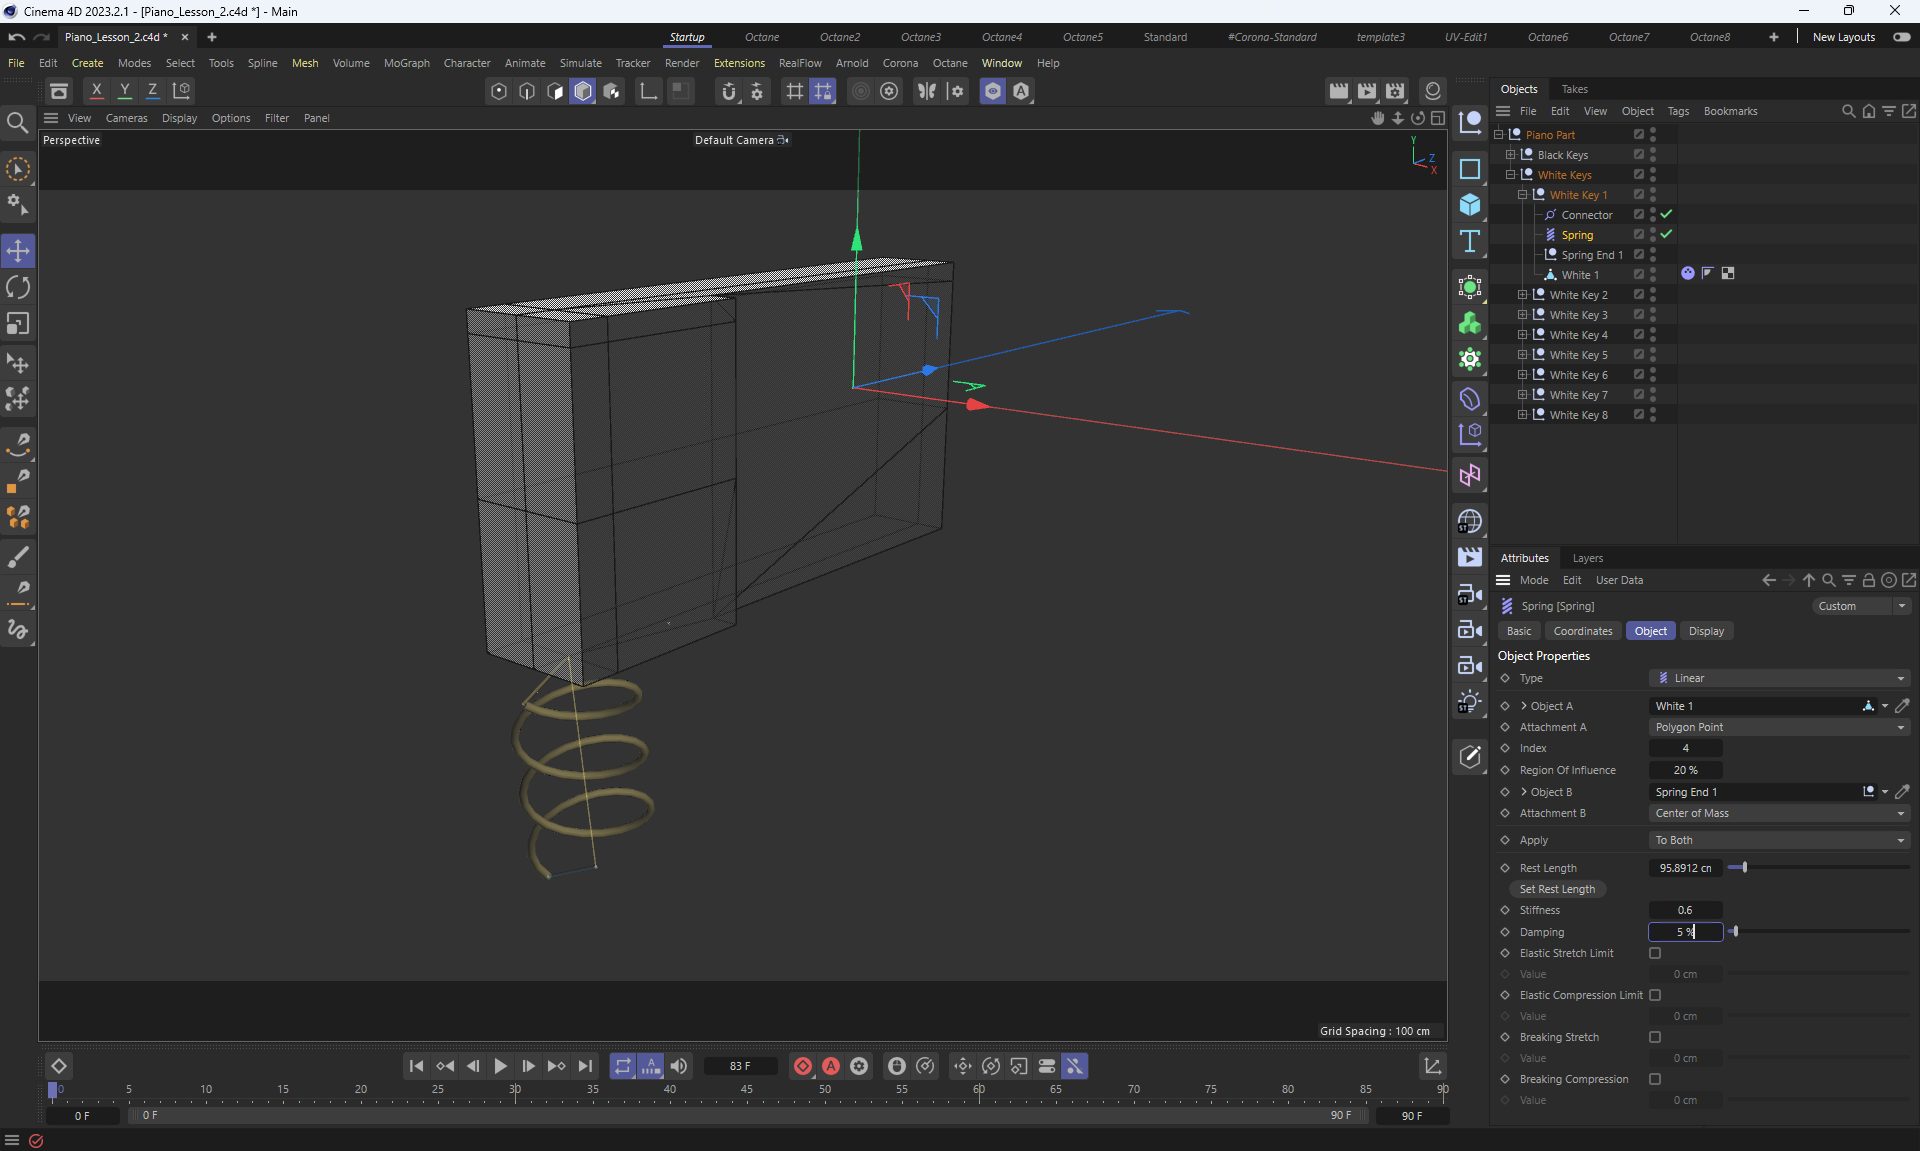 Cinema 4D 2023.2.1 - [Piano_Lesson_2.c4d *] - Main
Piano_Lesson_2.c4d *
Startup Octane Octane2 Octane3 Octane4 Octane5 Standard #Corona-Standard template3 UV-Edit1 Octane6 Octane7 Octane8 New Layouts
File Edit Create Modes Select Tools Spline Mesh Volume MoGraph Character Animate Simulate Tracker Render Extensions RealFlow Arnold Corona Octane Window Help
X Y Z
View Cameras Display Options Filter Panel
Perspective
Default Camera
Y
Z
X
Grid Spacing : 100 cm
Objects Takes
File Edit View Object Tags Bookmarks
Piano Part
Black Keys
White Keys
White Key 1
Connector
Spring
Spring End 1
White 1
White Key 2
White Key 3
White Key 4
White Key 5
White Key 6
White Key 7
White Key 8
Attributes Layers
Mode Edit User Data
Spring [Spring] Custom
Basic Coordinates Object Display
Object Properties
Type Linear
Object A White 1
Attachment A Polygon Point
Index 4
Region Of Influence 20 %
Object B Spring End 1
Attachment B Center of Mass
Apply To Both
Rest Length 95.8912 cn
Set Rest Length
Stiffness 0.6
Damping 5 %
Elastic Stretch Limit
Value 0 cm
Elastic Compression Limit
Value 0 cm
Breaking Stretch
Value 0 cm
Breaking Compression
Value 0 cm
83 F
0 5 10 15 20 25 30 35 40 45 50 55 60 65 70 75 80 85 90
0 F 0 F 90 F 90 F